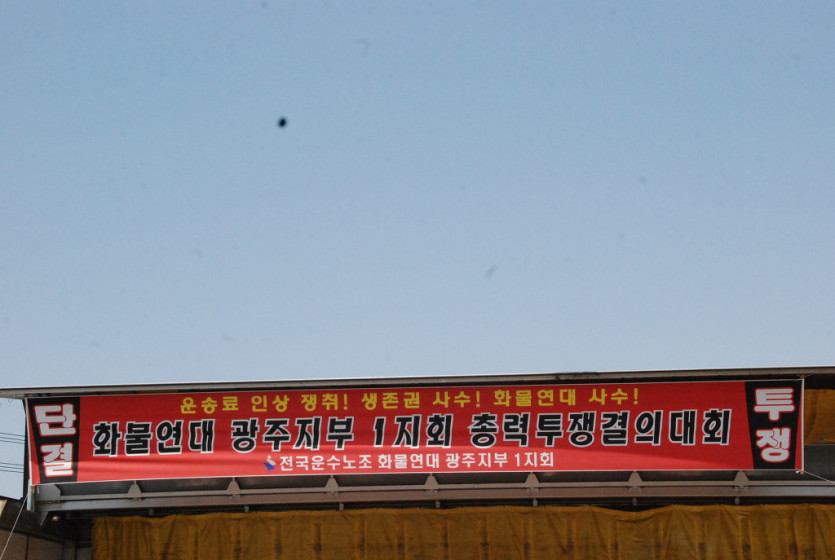 단결
운송료 인상 쟁취! 생존권 사수! 화물연대 사수!
화물연대 광주지부 1지회 총력투쟁결의대회
전국운수노조 화물연대 광주지부 1지회
투쟁